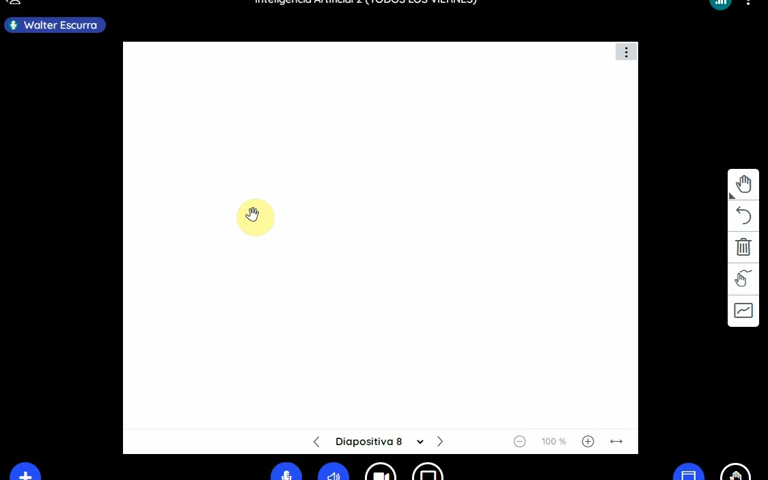 Inteligencia Artificial 2 (TODOS LOS VIERNES)
Walter Escurra
Diapositiva 8
100 %